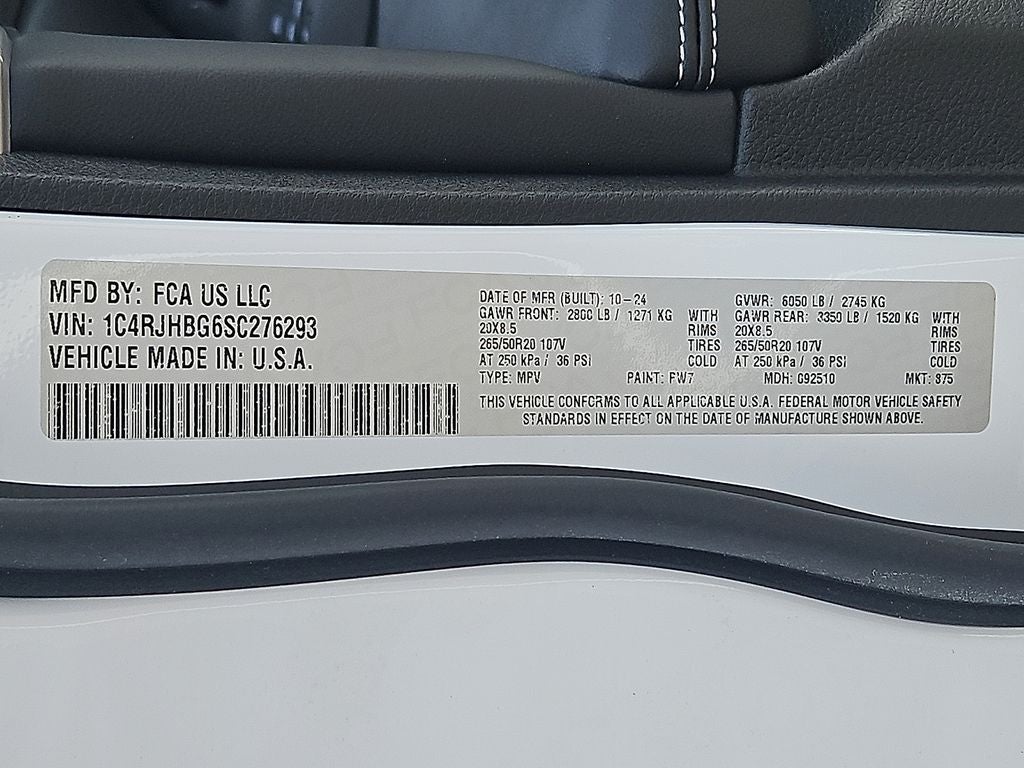 MFD BY: FCA US LLC
VIN: 1C4RJHBG6SC276293
VEHICLE MADE IN: U.S.A.
DATE OF MFR (BUILT): 10-24
GAWR FRONT: 2800 LB / 1271 KG WITH
20X8.5 RIMS
265/50R20 107V TIRES
AT 250 kPa / 36 PSI COLD
GVWR: 6050 LB / 2745 KG
GAWR REAR: 3350 LB / 1520 KG WITH
20X8.5 RIMS
265/50R20 107V TIRES
AT 250 kPa / 36 PSI COLD
TYPE: MPV PAINT: FW7 MDH: 092510 MKT: 875
THIS VEHICLE CONFORMS TO ALL APPLICABLE U.S.A. FEDERAL MOTOR VEHICLE SAFETY
STANDARDS IN EFFECT ON THE DATE OF MANUFACTURE SHOWN ABOVE.